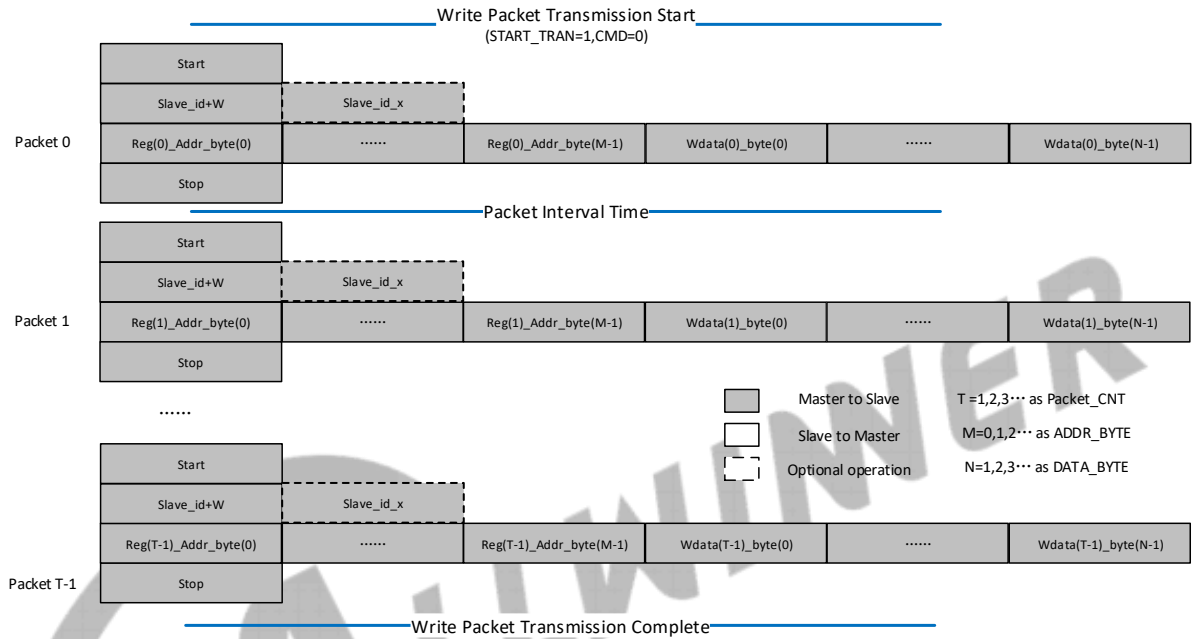 Write Packet Transmission Start
(START_TRAN=1,CMD=0)
Start
Slave_id+W Slave_id_x
Packet 0 Reg(0)_Addr_byte(0) ...... Reg(0)_Addr_byte(M-1) Wdata(0)_byte(0) ...... Wdata(0)_byte(N-1)
Stop
Packet Interval Time
Start
Slave_id+W Slave_id_x
Packet 1 Reg(1)_Addr_byte(0) ...... Reg(1)_Addr_byte(M-1) Wdata(1)_byte(0) ...... Wdata(1)_byte(N-1)
Stop
Master to Slave T =1,2,3··· as Packet_CNT
......
Slave to Master M=0,1,2··· as ADDR_BYTE
Start
Optional operation N=1,2,3··· as DATA_BYTE
Slave_id+W Slave_id_x
Reg(T-1)_Addr_byte(0) ...... Reg(T-1)_Addr_byte(M-1) Wdata(T-1)_byte(0) ...... Wdata(T-1)_byte(N-1)
Packet T-1 Stop
Write Packet Transmission Complete